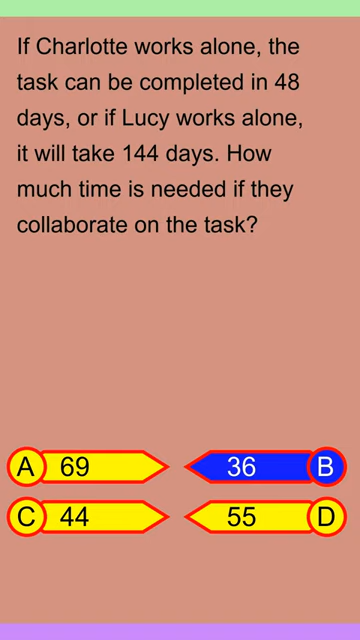 If Charlotte works alone, the
task can be completed in 48
days, or if Lucy works alone,
it will take 144 days. How
much time is needed if they
collaborate on the task?
A 69
36 B
C 44
55 D